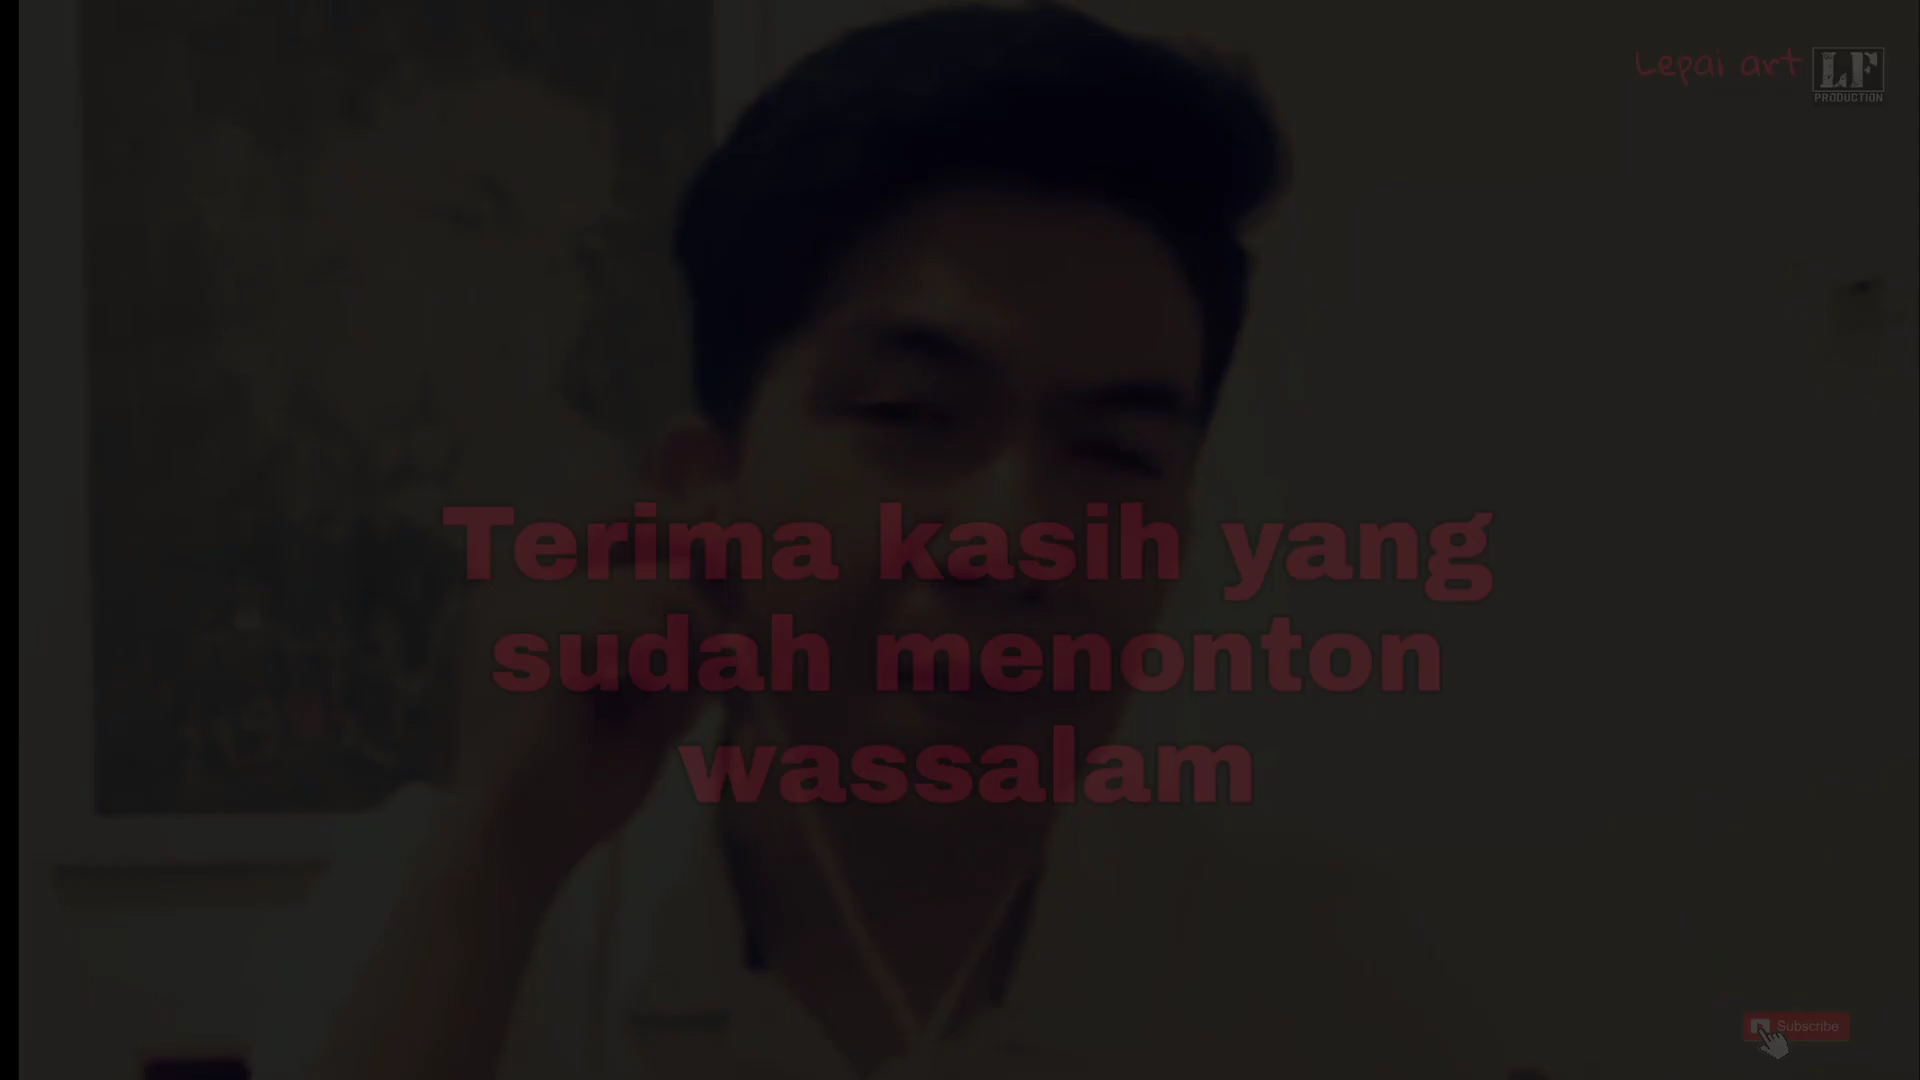 Lepai art
LF
PRODUCTION
Terima kasih yang
sudah menonton
wassalam
Subscribe